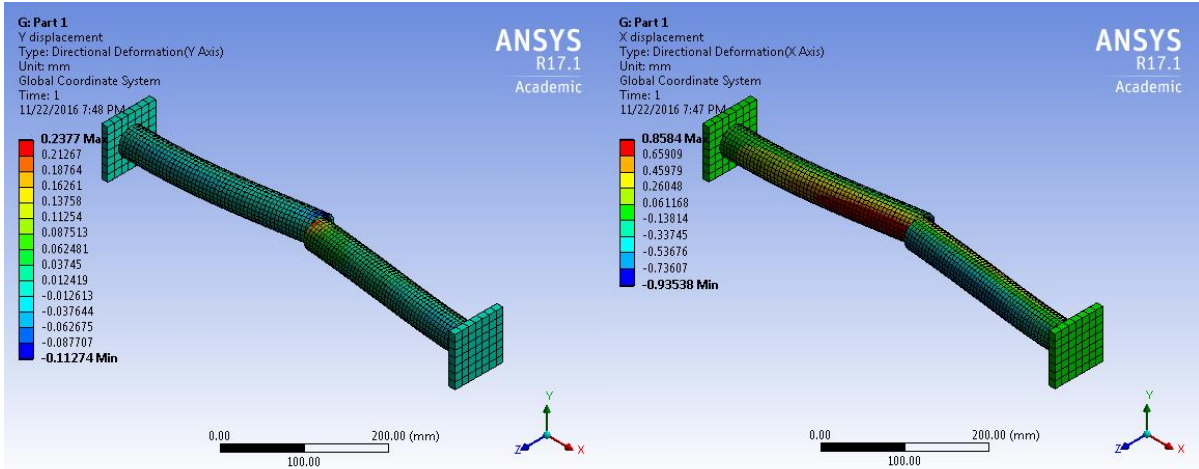 G: Part 1
Y displacement
Type: Directional Deformation(Y Axis)
Unit: mm
Global Coordinate System
Time: 1
11/22/2016 7:48 PM
ANSYS
R17.1
Academic
0.2377 Max
0.21267
0.18764
0.16261
0.13758
0.11254
0.087513
0.062481
0.03745
0.012419
-0.012613
-0.037644
-0.062675
-0.087707
-0.11274 Min
0.00
200.00 (mm)
100.00
Y
Z
X
G: Part 1
X displacement
Type: Directional Deformation(X Axis)
Unit: mm
Global Coordinate System
Time: 1
11/22/2016 7:47 PM
ANSYS
R17.1
Academic
0.8584 Max
0.65909
0.45979
0.26048
0.061168
-0.13814
-0.33745
-0.53676
-0.73607
-0.93538 Min
0.00
200.00 (mm)
100.00
Y
Z
X